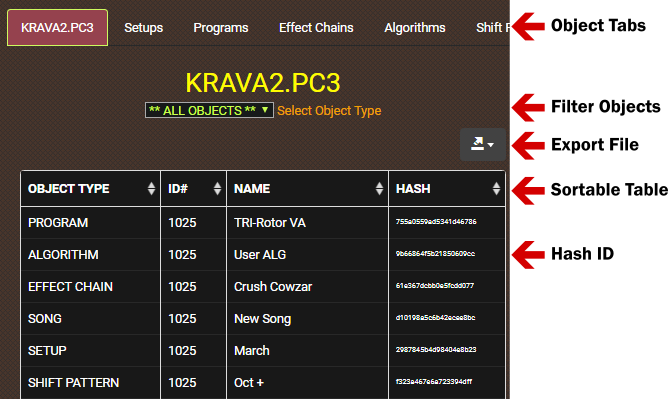 KRAVA2.PC3 Setups Programs Effect Chains Algorithms Shift Object Tabs
KRAVA2.PC3
** ALL OBJECTS ** Select Object Type Filter Objects
Export File
OBJECT TYPE ID# NAME HASH Sortable Table
PROGRAM 1025 TRI-Rotor VA 755e0559ed5341d46786
ALGORITHM 1025 User ALG 9b66864f5b21850609cc Hash ID
EFFECT CHAIN 1025 Crush Cowzar 61e367dcbb0e5fcdd077
SONG 1025 New Song d10198e5c6b42ecee8bc
SETUP 1025 March 2987845b4d98404e8b23
SHIFT PATTERN 1025 Oct + f323e467e6e723394dff